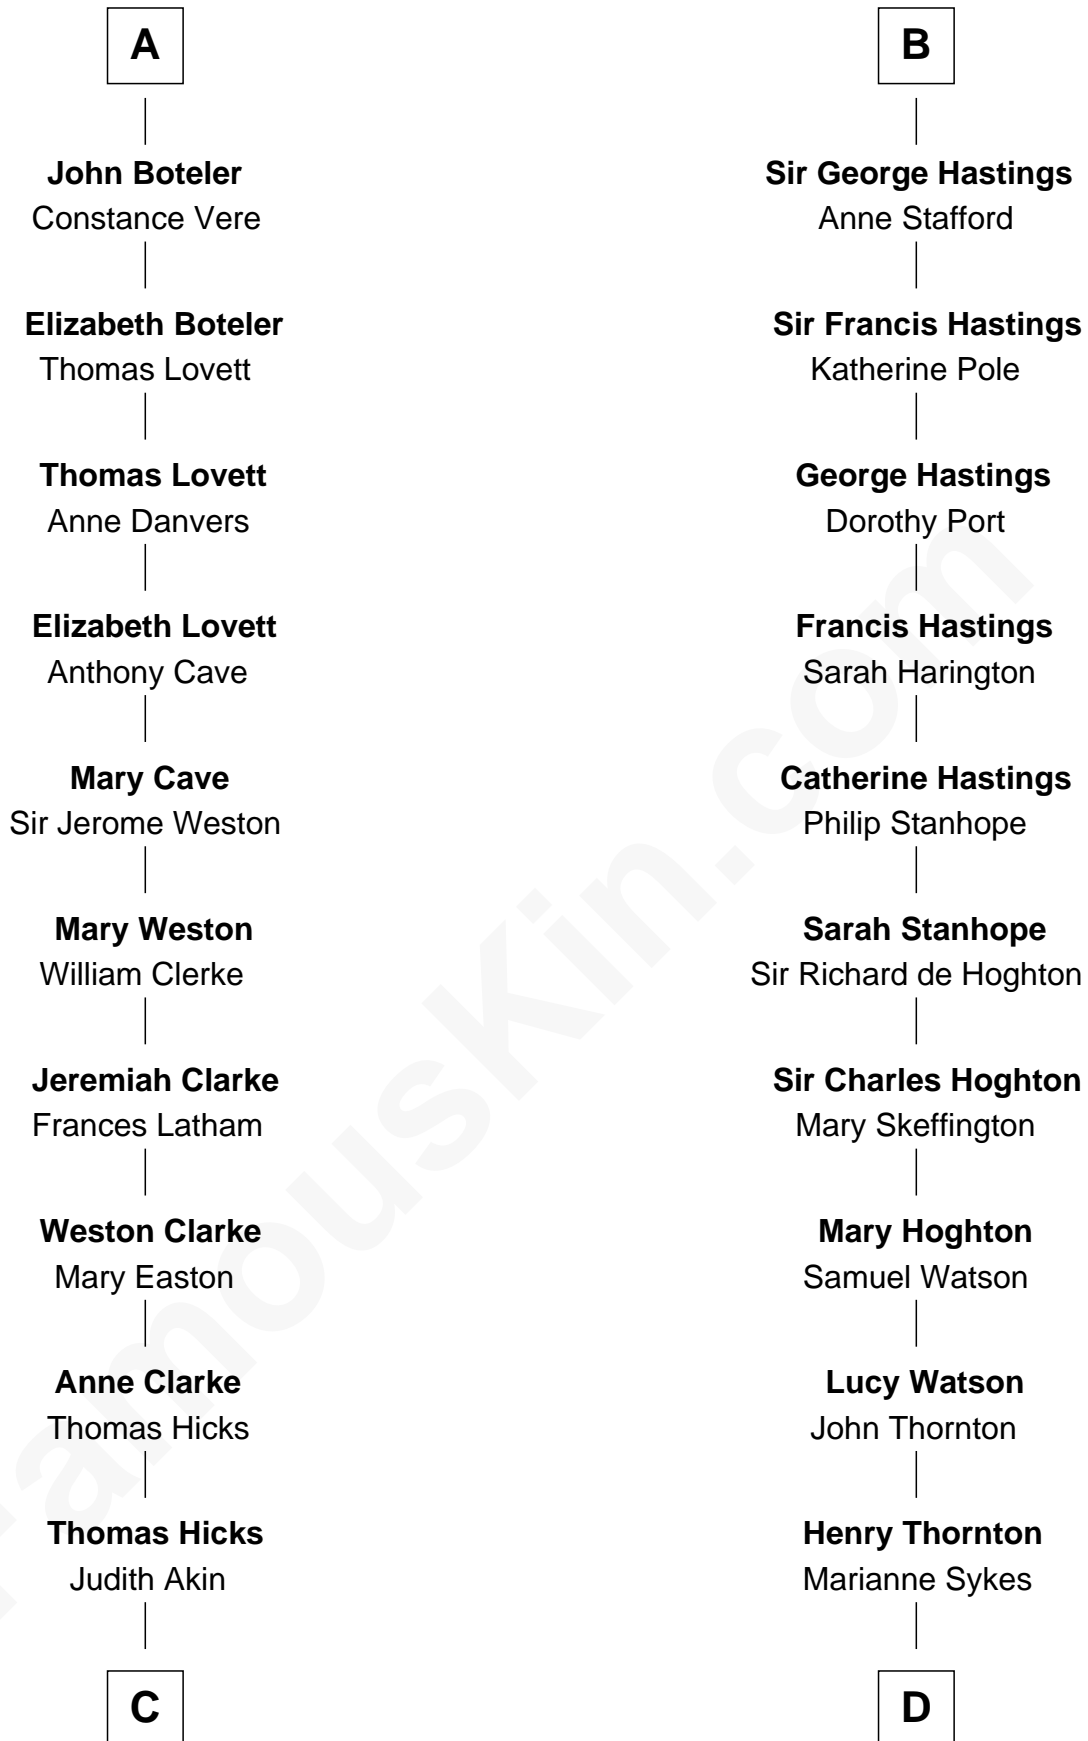 A
John Boteler
Constance Vere
Elizabeth Boteler
Thomas Lovett
Thomas Lovett
Anne Danvers
Elizabeth Lovett
Anthony Cave
Mary Cave
Sir Jerome Weston
Mary Weston
William Clerke
Jeremiah Clarke
Frances Latham
Weston Clarke
Mary Easton
Anne Clarke
Thomas Hicks
Thomas Hicks
Judith Akin
C
B
Sir George Hastings
Anne Stafford
Sir Francis Hastings
Katherine Pole
George Hastings
Dorothy Port
Francis Hastings
Sarah Harington
Catherine Hastings
Philip Stanhope
Sarah Stanhope
Sir Richard de Hoghton
Sir Charles Hoghton
Mary Skeffington
Mary Hoghton
Samuel Watson
Lucy Watson
John Thornton
Henry Thornton
Marianne Sykes
D
FamousKin.com